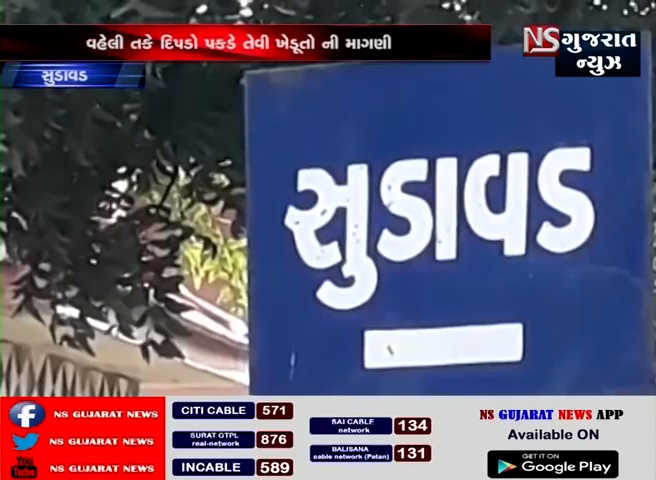 વહેલી તકે દિપડો પકડે તેવી ખેડૂતો ની માગણી
NS ગુજરાત
ન્યુઝ
સુડાવડ
સુડાવડ
NS GUJARAT NEWS
NS GUJARAT NEWS
You
Tube
NS GUJARAT NEWS
CITI CABLE 571
SURAT GTPL
real-network
876
INCABLE 589
SAI CABLE
network
134
BALISANA
cable network (Patan)
131
NS GUJARAT NEWS APP
Available ON
GET IT ON
Google Play